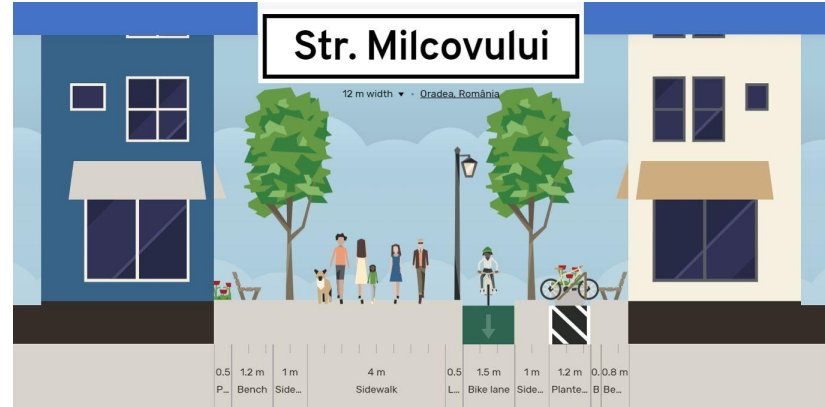 Str. Milcovului
12 m width ▾ · Oradea, România
0.5 1.2 m 1 m 4 m 0.5 1.5 m 1 m 1.2 m 0. 0.8 m
P... Bench Side... Sidewalk L... Bike lane Side... Plante... B Be...